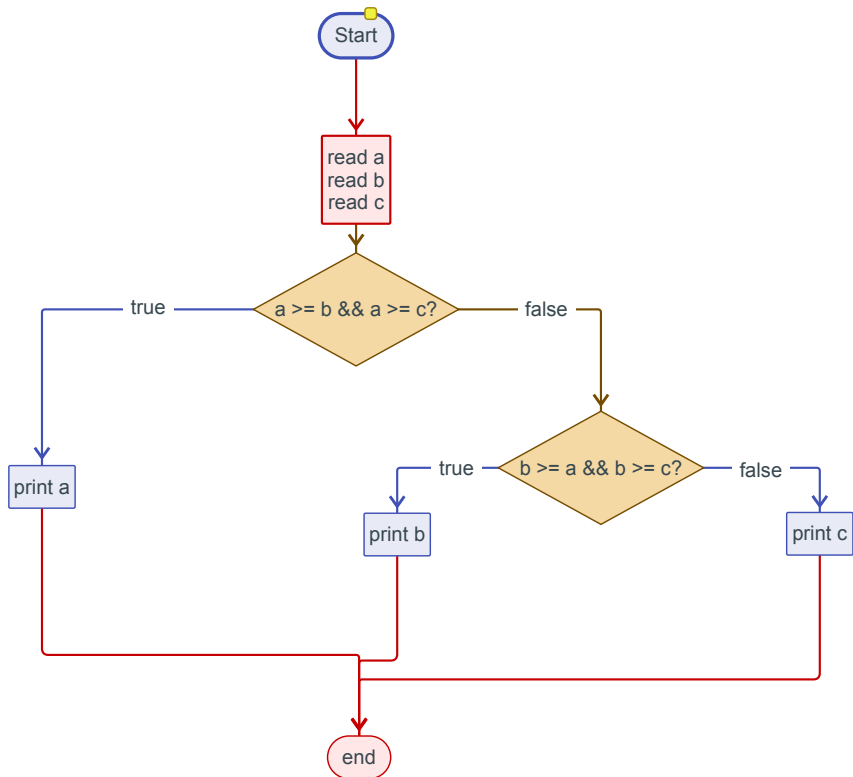 Start
read a
read b
read c
a >= b && a >= c?
true
false
b >= a && b >= c?
true
false
print a
print b
print c
end